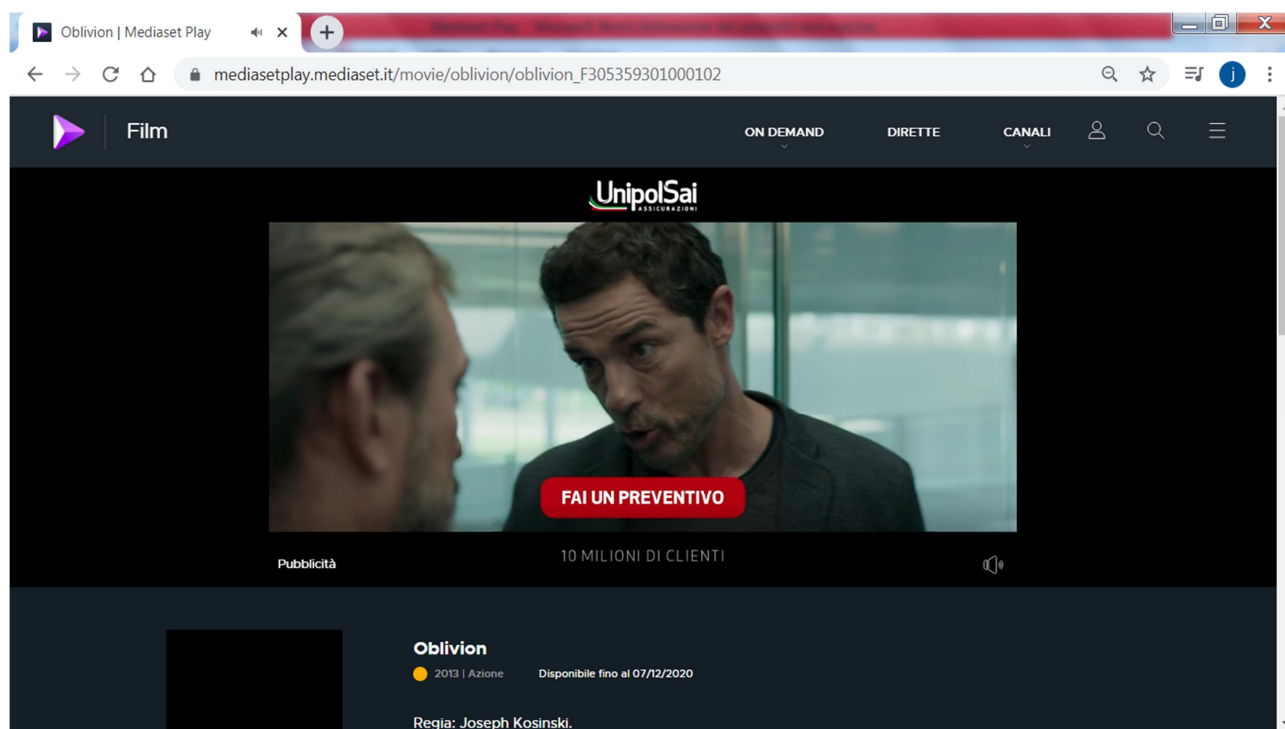 Oblivion | Mediaset Play
mediasetplay.mediaset.it/movie/oblivion/oblivion_F305359301000102
j
Film
ON DEMAND
DIRETTE
CANALI
UnipolSai
ASSICURAZIONI
FAI UN PREVENTIVO
Pubblicità
10 MILIONI DI CLIENTI
Oblivion
2013 | Azione
Disponibile fino al 07/12/2020
Regia: Joseph Kosinski.